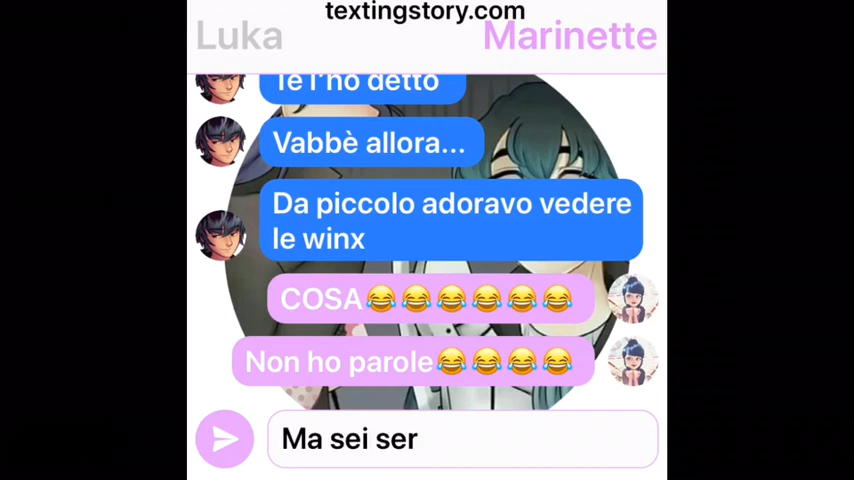 textingstory.com
Luka
Marinette
Te l'ho detto
Vabbè allora...
Da piccolo adoravo vedere
le winx
COSA😂😂😂😂😂😂
Non ho parole😂😂😂😂
Ma sei ser